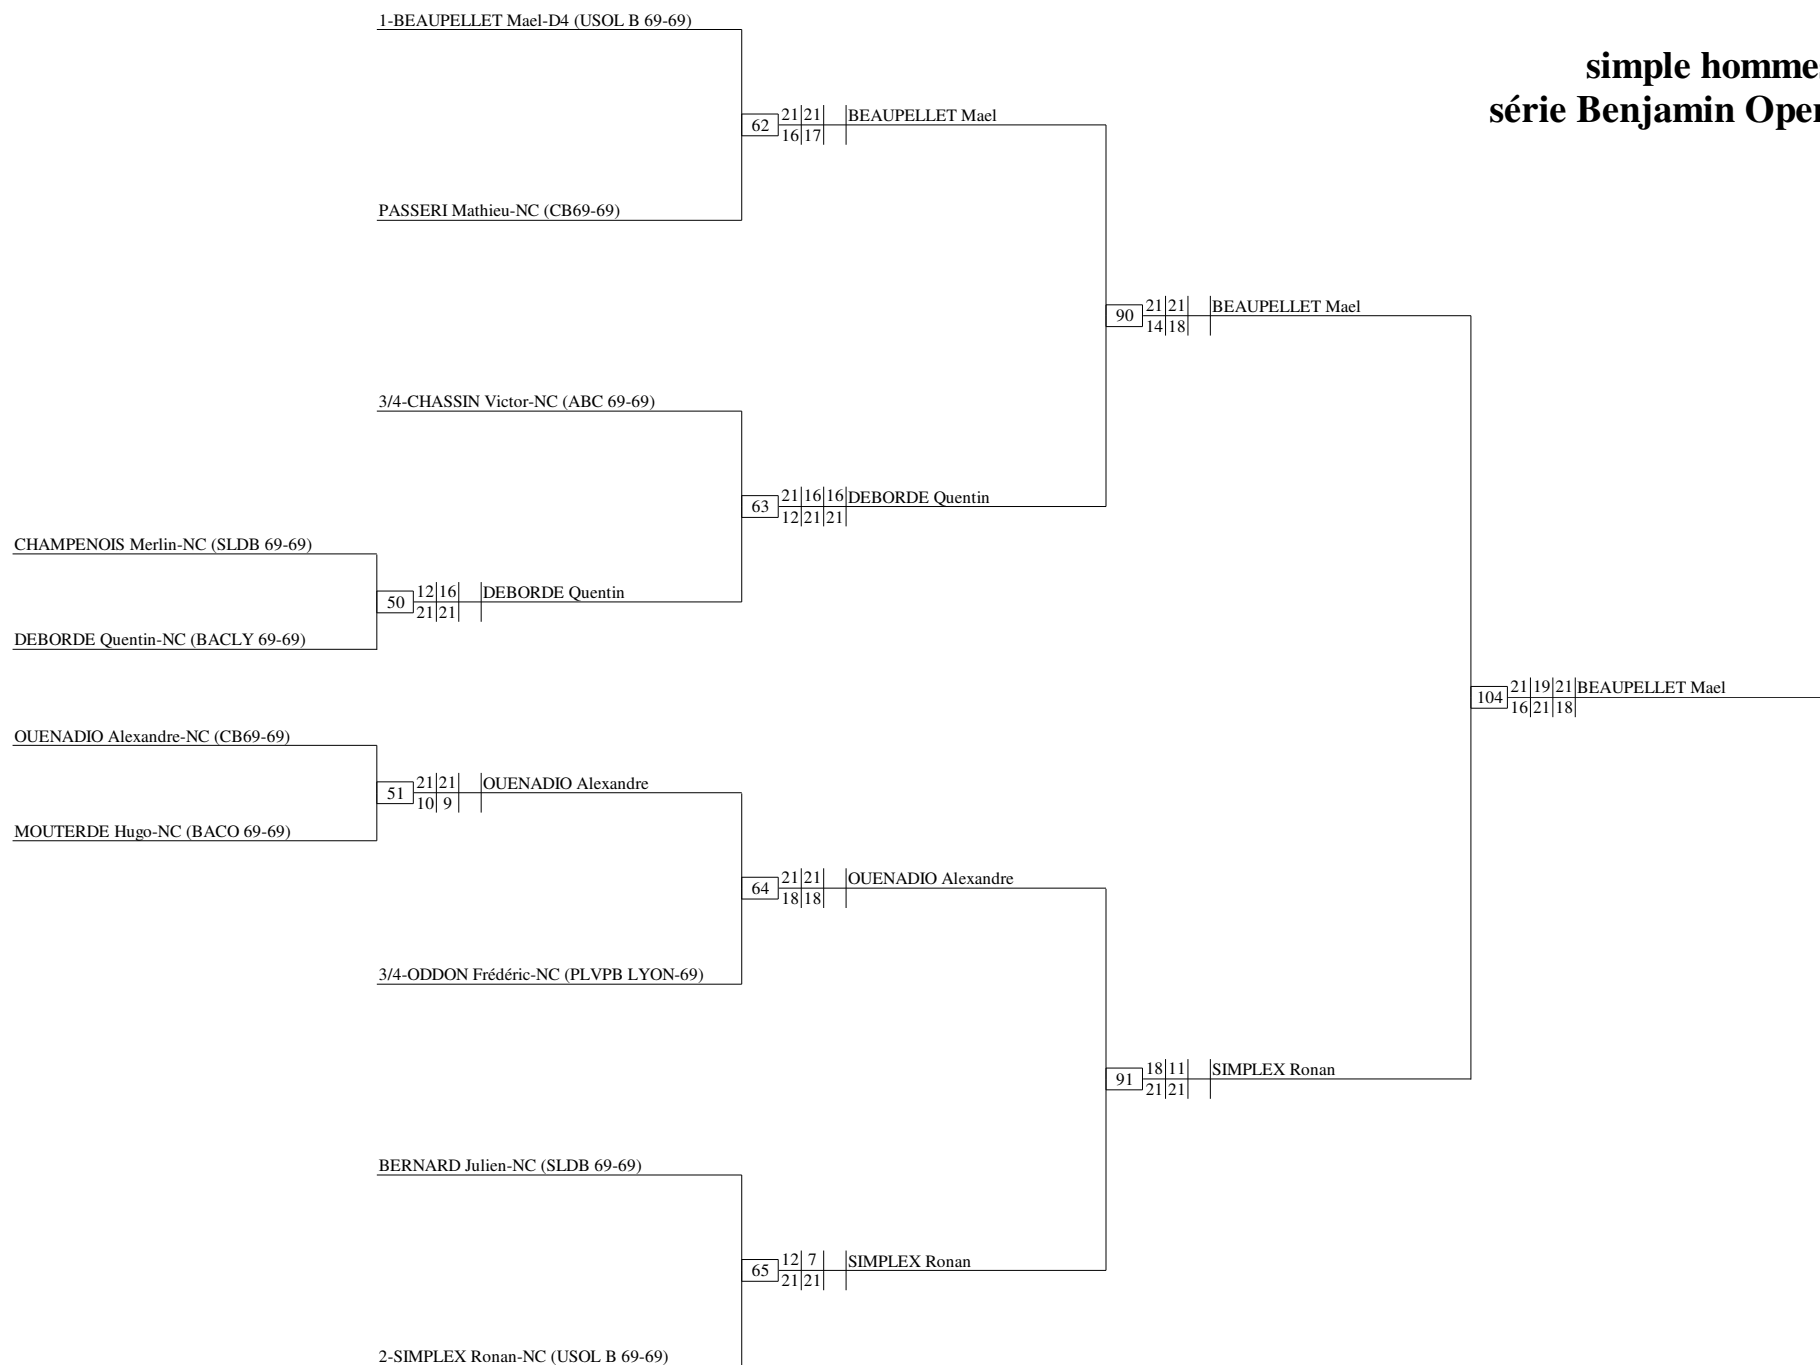 1-BEAUPELLET Mael-D4 (USOL B 69-69)
simple homme
série Benjamin Open
21 21
62
16 17
BEAUPELLET Mael
PASSERI Mathieu-NC (CB69-69)
21 21
90
14 18
BEAUPELLET Mael
3/4-CHASSIN Victor-NC (ABC 69-69)
21 16 16
63
12 21 21
DEBORDE Quentin
CHAMPENOIS Merlin-NC (SLDB 69-69)
12 16
50
21 21
DEBORDE Quentin
DEBORDE Quentin-NC (BACLY 69-69)
21 19 21
104
16 21 18
BEAUPELLET Mael
OUENADIO Alexandre-NC (CB69-69)
21 21
51
10 9
OUENADIO Alexandre
MOUTERDE Hugo-NC (BACO 69-69)
21 21
64
18 18
OUENADIO Alexandre
3/4-ODDON Frédéric-NC (PLVPB LYON-69)
18 11
91
21 21
SIMPLEX Ronan
BERNARD Julien-NC (SLDB 69-69)
12 7
65
21 21
SIMPLEX Ronan
2-SIMPLEX Ronan-NC (USOL B 69-69)